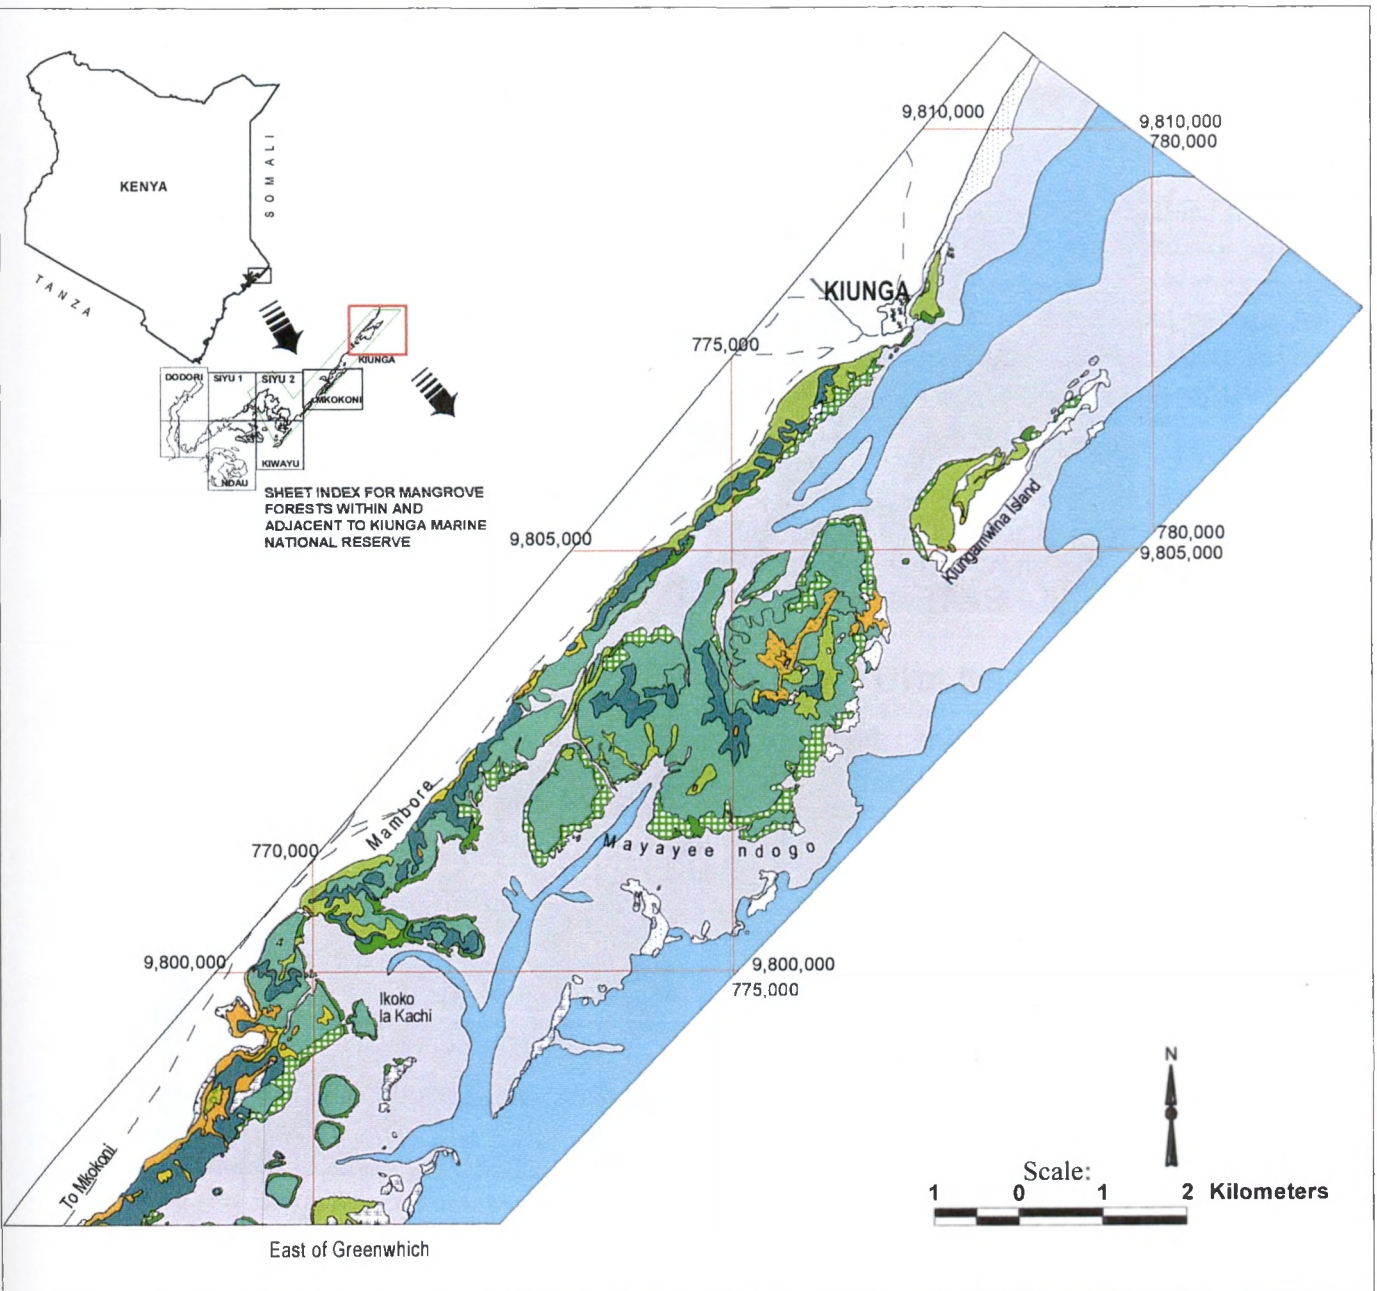 KENYA
SOMALI
TANZA
DODORI
SIYU 1
SIYU 2
KIUNGA
MKOKONI
KIWAYU
NDAU
SHEET INDEX FOR MANGROVE
FORESTS WITHIN AND
ADJACENT TO KIUNGA MARINE
NATIONAL RESERVE
9,810,000
9,810,000
780,000
KIUNGA
775,000
9,805,000
780,000
9,805,000
Kiungamwina Island
Mambore
770,000
Mayayee ndogo
9,800,000
9,800,000
775,000
Ikoko
la Kachi
4
To Mkokoni
East of Greenwhich
N
Scale:
1 0 1 2 Kilometers